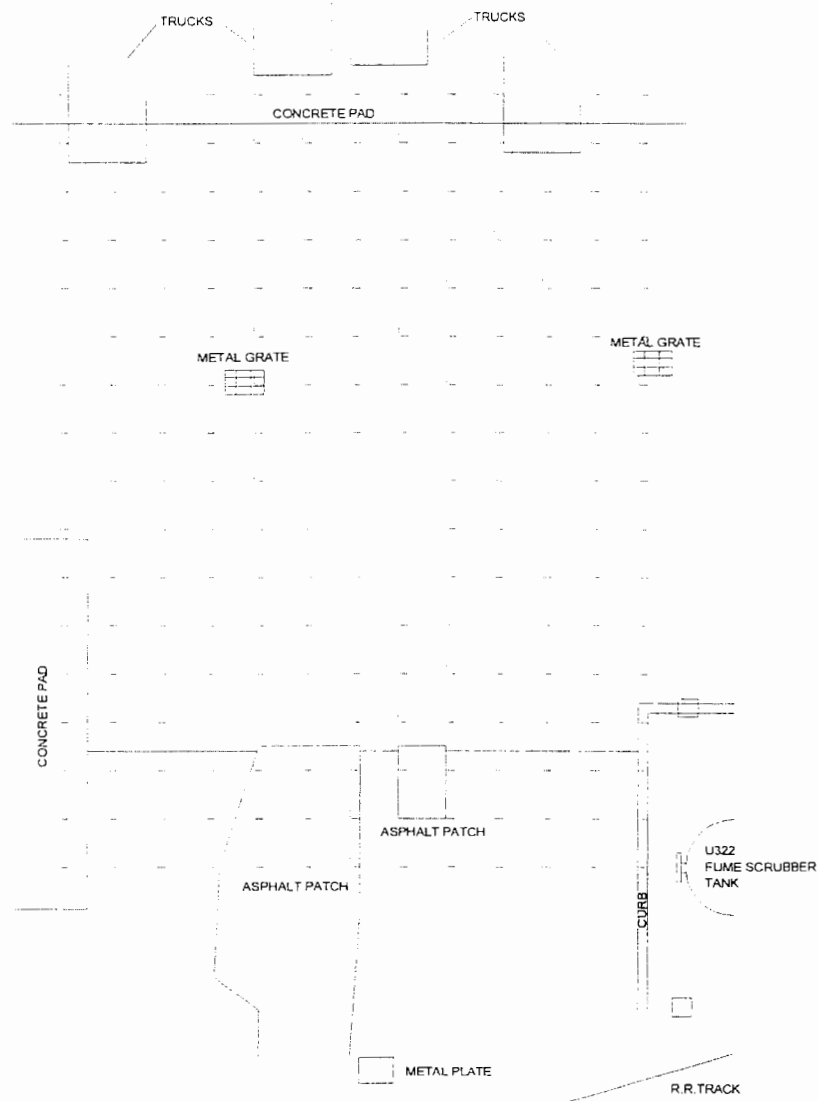 TRUCKS
TRUCKS
CONCRETE PAD
METAL GRATE
METAL GRATE
CONCRETE PAD
ASPHALT PATCH
ASPHALT PATCH
U322
FUME SCRUBBER
TANK
CURB
METAL PLATE
R.R.TRACK